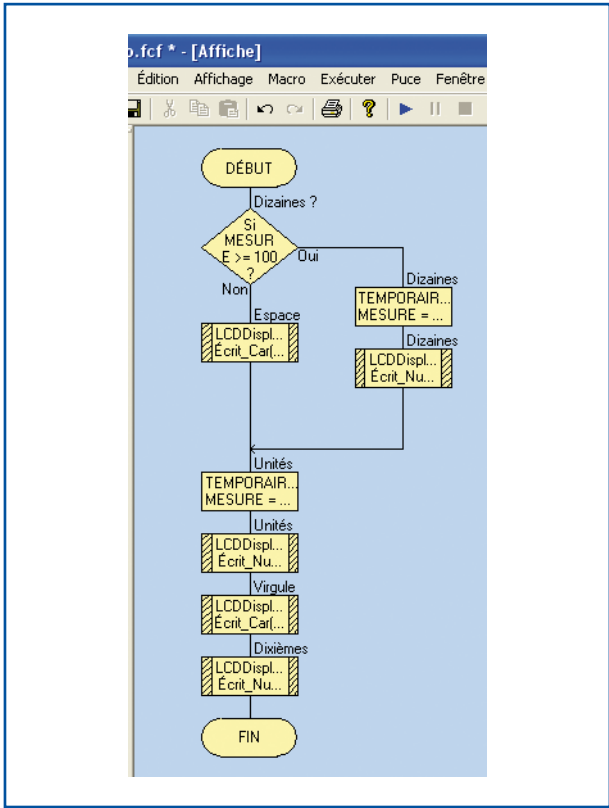 o.fcf * - [Affiche]
Édition Affichage Macro Exécuter Puce Fenêtre
DÉBUT
Dizaines ?
Si
MESUR
E >= 100
?
Oui
Non
Dizaines
TEMPORAIR...
MESURE = ...
Dizaines
LCDDispl...
Écrit_Nu...
Espace
LCDDispl...
Écrit_Car(...
Unités
TEMPORAIR...
MESURE = ...
Unités
LCDDispl...
Écrit_Nu...
Virgule
LCDDispl...
Écrit_Car(...
Dixièmes
LCDDispl...
Écrit_Nu...
FIN